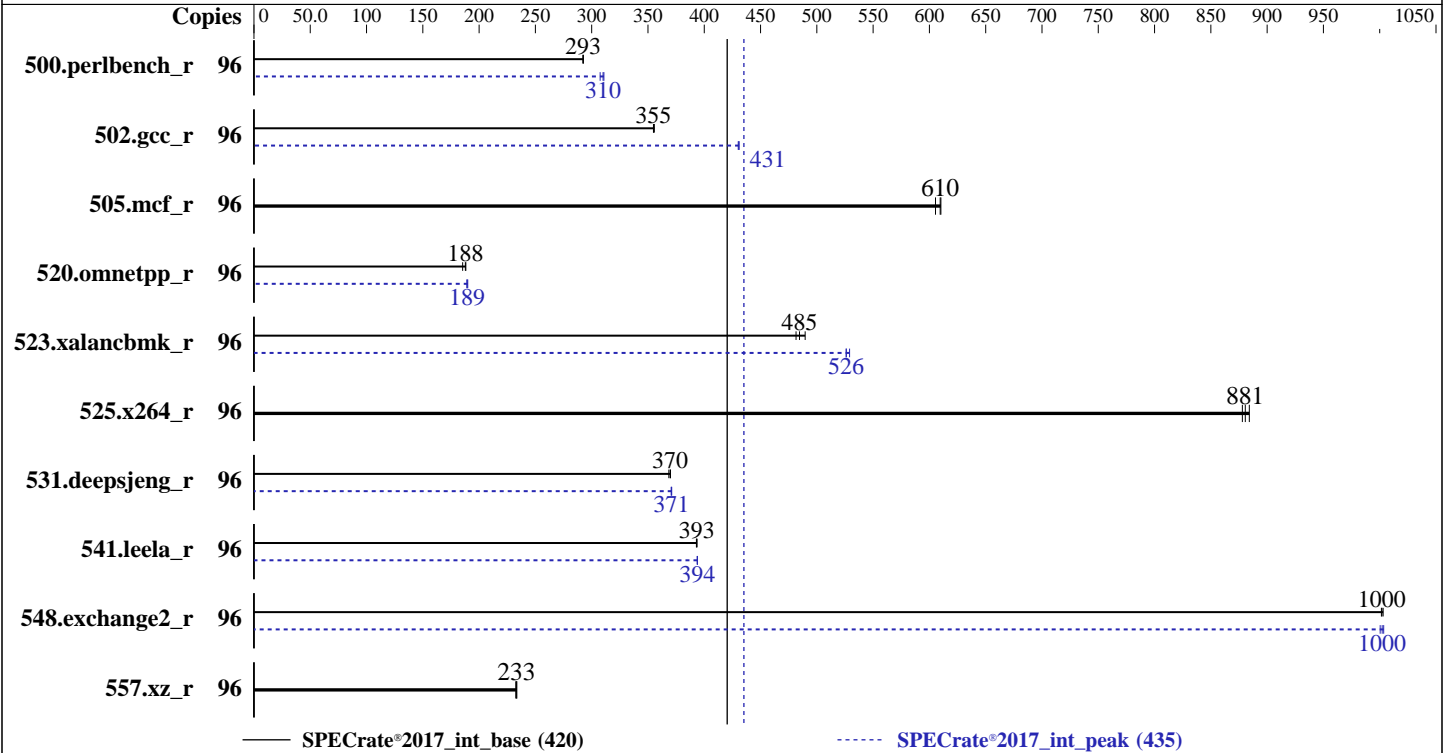 Copies 0 50.0 100 150 200 250 300 350 400 450 500 550 600 650 700 750 800 850 900 950 1050
293
500.perlbench_r 96
310
355
502.gcc_r 96
431
610
505.mcf_r 96
188
520.omnetpp_r 96
189
485
523.xalancbmk_r 96
526
881
525.x264_r 96
370
531.deepsjeng_r 96
371
393
541.leela_r 96
394
1000
548.exchange2_r 96
1000
233
557.xz_r 96
SPECrate®2017_int_base (420) SPECrate®2017_int_peak (435)